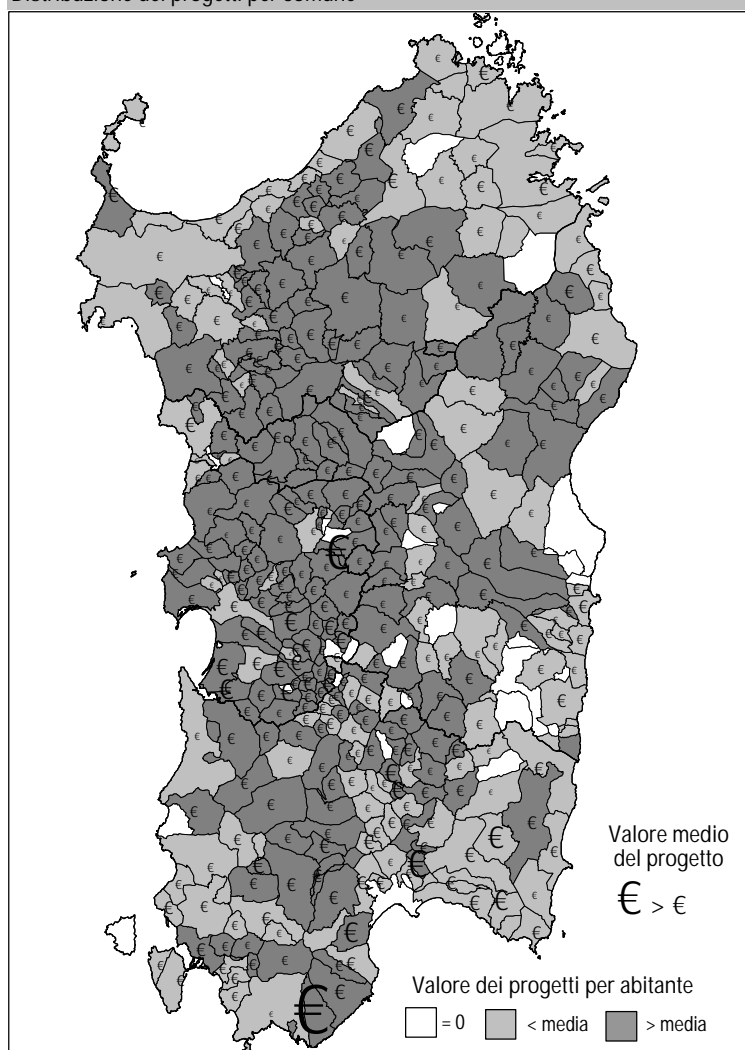 Distribuzione dei progetti per comune
Valore medio
del progetto
€ > €
Valore dei progetti per abitante
= 0 < media > media